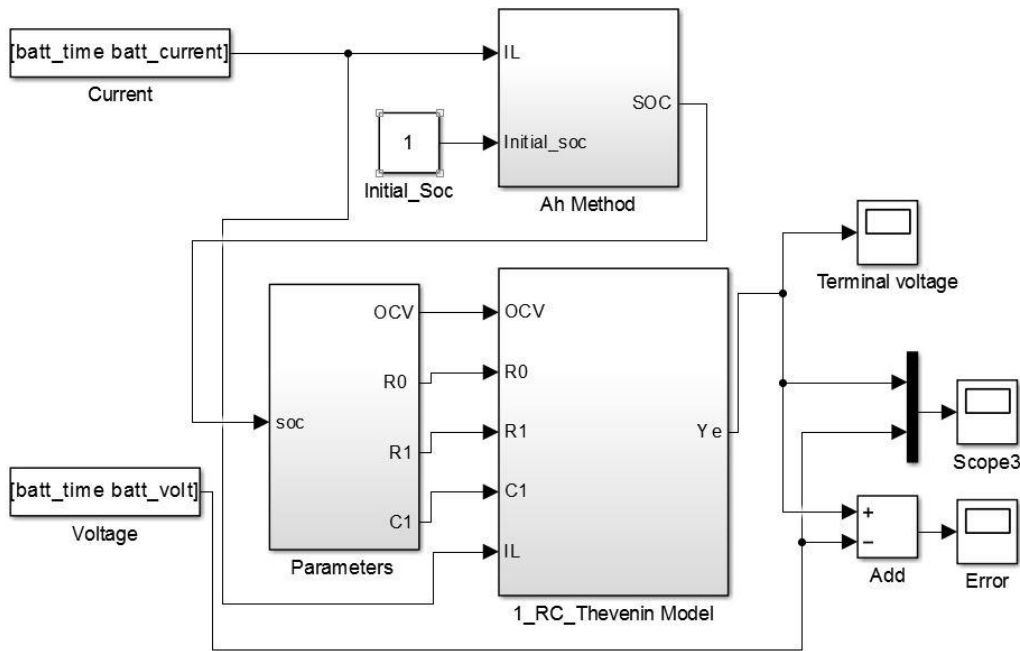 [batt_time batt_current]
Current
IL
SOC
1
Initial_soc
Initial_Soc
Ah Method
Terminal voltage
OCV
OCV
R0
R0
soc
R1
R1
Ye
C1
C1
IL
Parameters
1_RC_Thevenin Model
[batt_time batt_volt]
Voltage
Scope3
+
−
Add
Error